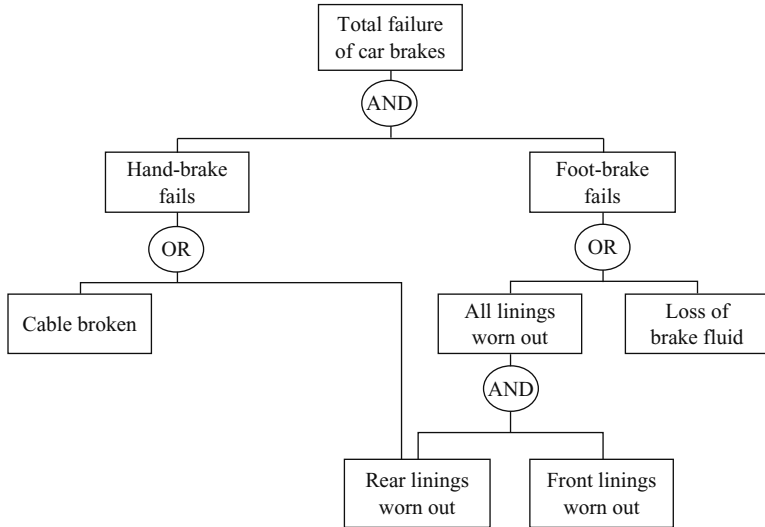 Total failure
of car brakes
AND
Hand-brake
fails
Foot-brake
fails
OR
OR
Cable broken
All linings
worn out
Loss of
brake fluid
AND
Rear linings
worn out
Front linings
worn out